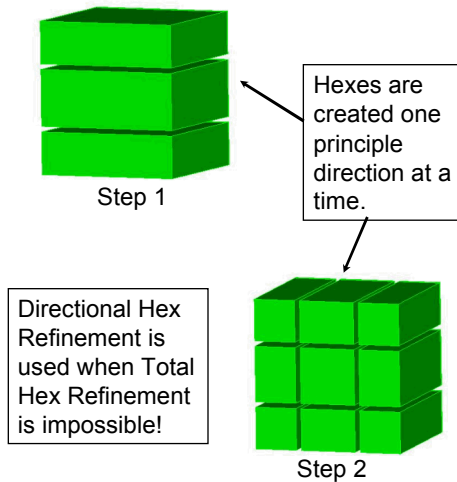 Step 1
Hexes are
created one
principle
direction at a
time.
Directional Hex
Refinement is
used when Total
Hex Refinement
is impossible!
Step 2